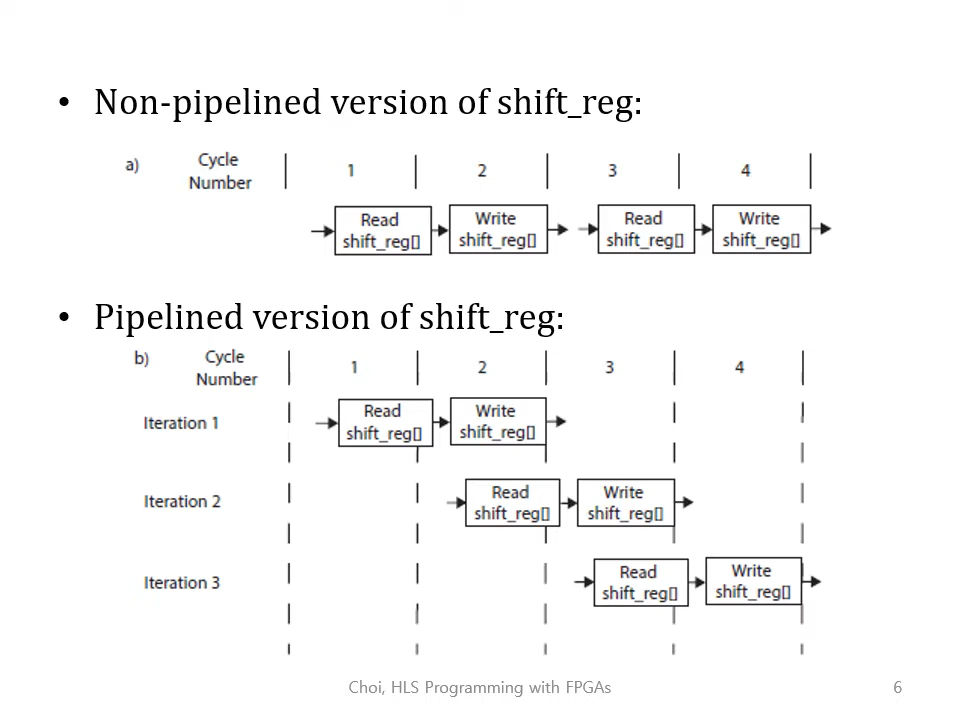 • Non-pipelined version of shift_reg:
a) Cycle Number 1 2 3 4
Read shift_reg[] Write shift_reg[] Read shift_reg[] Write shift_reg[]
• Pipelined version of shift_reg:
b) Cycle Number 1 2 3 4
Iteration 1 Read shift_reg[] Write shift_reg[]
Iteration 2 Read shift_reg[] Write shift_reg[]
Iteration 3 Read shift_reg[] Write shift_reg[]
Choi, HLS Programming with FPGAs 6